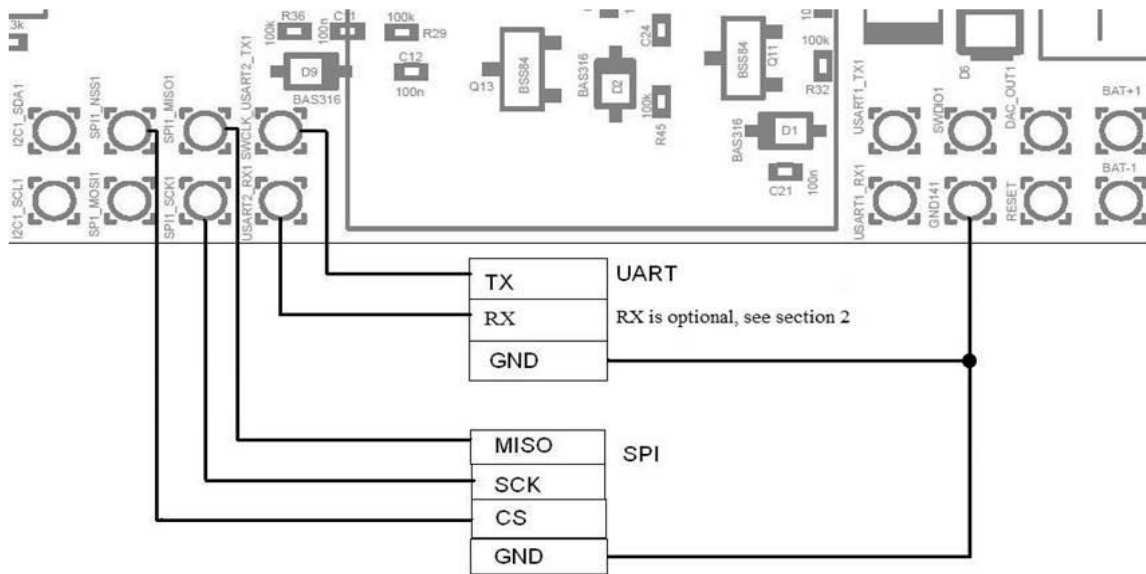 3k
100k
R36
C11
100n
100k
R29
C12
100n
D9
BAS316
Q13
BSS84
BAS316
D2
C24
100k
R45
BSS84
Q11
100k
R32
BAS316
D1
C21
100n
D6
I2C1_SDA1
SPI1_NSS1
SPI1_MISO1
SWCLK_USART2_TX1
USART1_TX1
SWDIO1
DAC_OUT1
BAT+1
I2C1_SCL1
SP1_MOSI1
SPI1_SCK1
USART2_RX1
USART1_RX1
GND141
RESET
BAT-1
TX
UART
RX
RX is optional, see section 2
GND
MISO
SPI
SCK
CS
GND